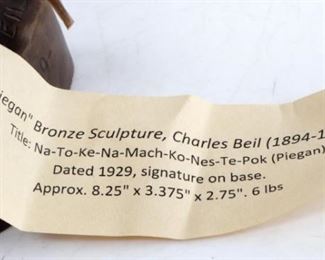 iegan" Bronze Sculpture, Charles Beil (1894-1
Title: Na-To-Ke-Na-Mach-Ko-Nes-Te-Pok (Piegan)
Dated 1929, signature on base.
Approx. 8.25" x 3.375" x 2.75". 6 lbs